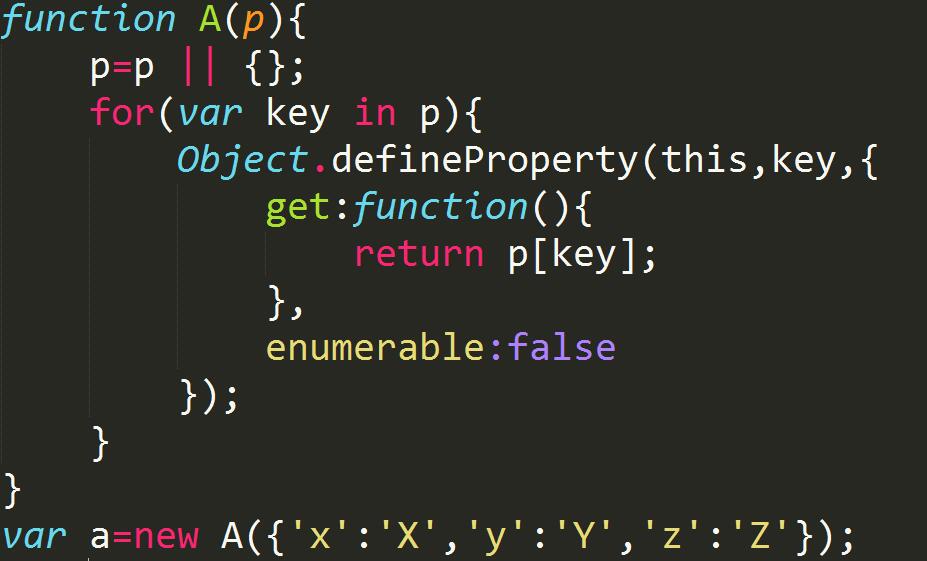 function A(p){
p=p || {};
for(var key in p){
Object.defineProperty(this,key,{
get:function(){
return p[key];
},
enumerable:false
});
}
}
var a=new A({'x':'X','y':'Y','z':'Z'});